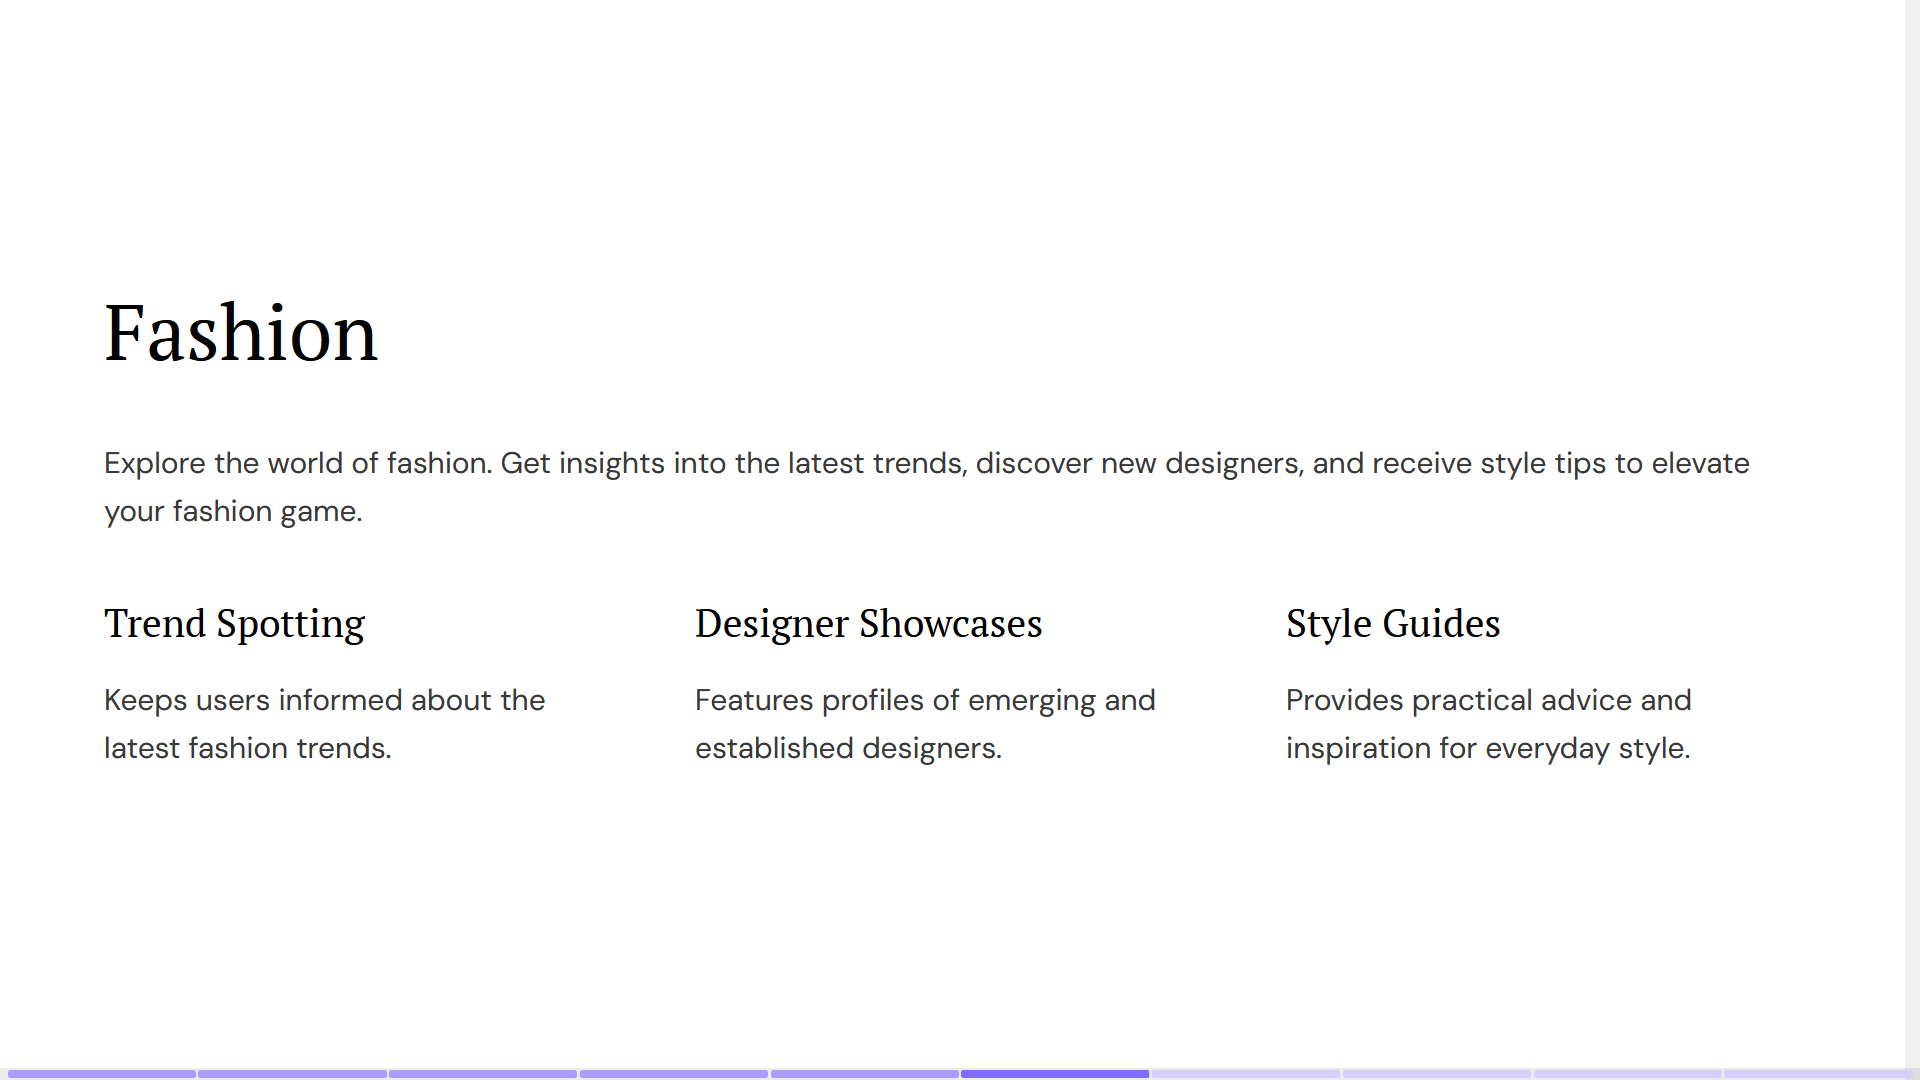 Fashion
Explore the world of fashion. Get insights into the latest trends, discover new designers, and receive style tips to elevate
your fashion game.
Trend Spotting
Keeps users informed about the
latest fashion trends.
Designer Showcases
Features profiles of emerging and
established designers.
Style Guides
Provides practical advice and
inspiration for everyday style.